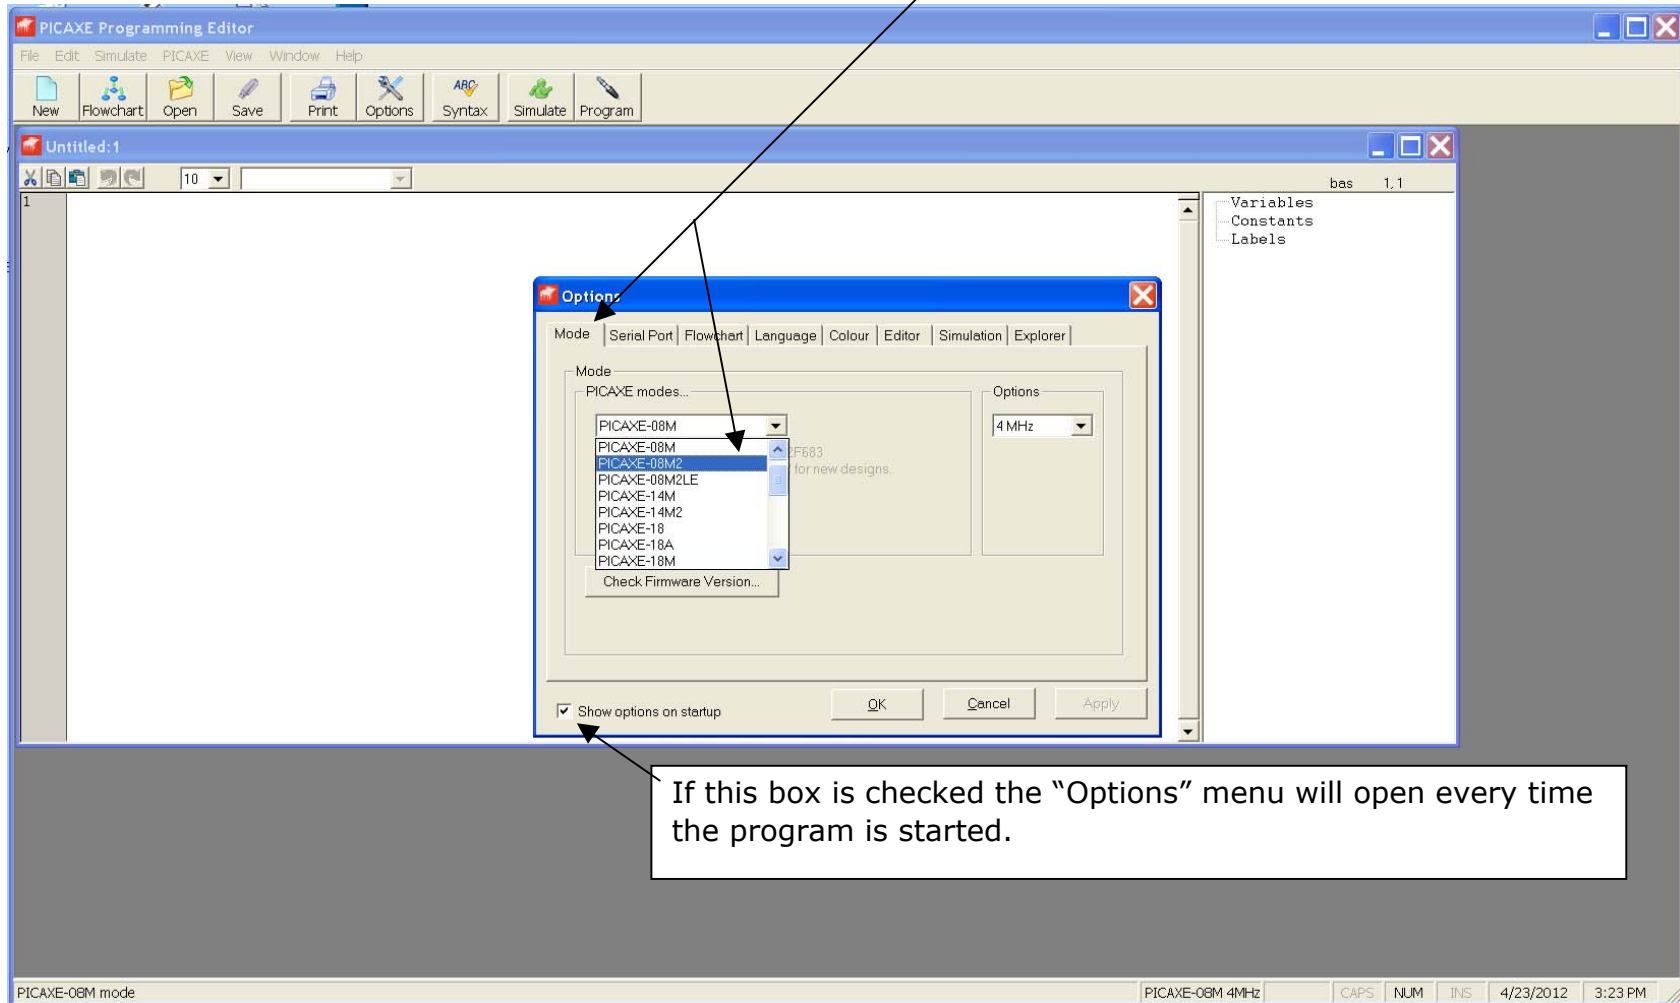 PICAXE Programming Editor
File Edit Simulate PICAXE View Window Help
New Flowchart Open Save Print Options Syntax Simulate Program
ABC
Untitled:1
10
bas 1,1
1
Variables
Constants
Labels
Options
Mode Serial Port Flowchart Language Colour Editor Simulation Explorer
Mode
PICAXE modes...
Options
PICAXE-08M
4 MHz
PICAXE-08M
PICAXE-08M2
PICAXE-08M2LE
PICAXE-14M
PICAXE-14M2
PICAXE-18
PICAXE-18A
PICAXE-18M
2F683
for new designs.
Check Firmware Version...
Show options on startup
OK Cancel Apply
If this box is checked the “Options” menu will open every time
the program is started.
PICAXE-08M mode
PICAXE-08M 4MHz CAPS NUM INS 4/23/2012 3:23 PM